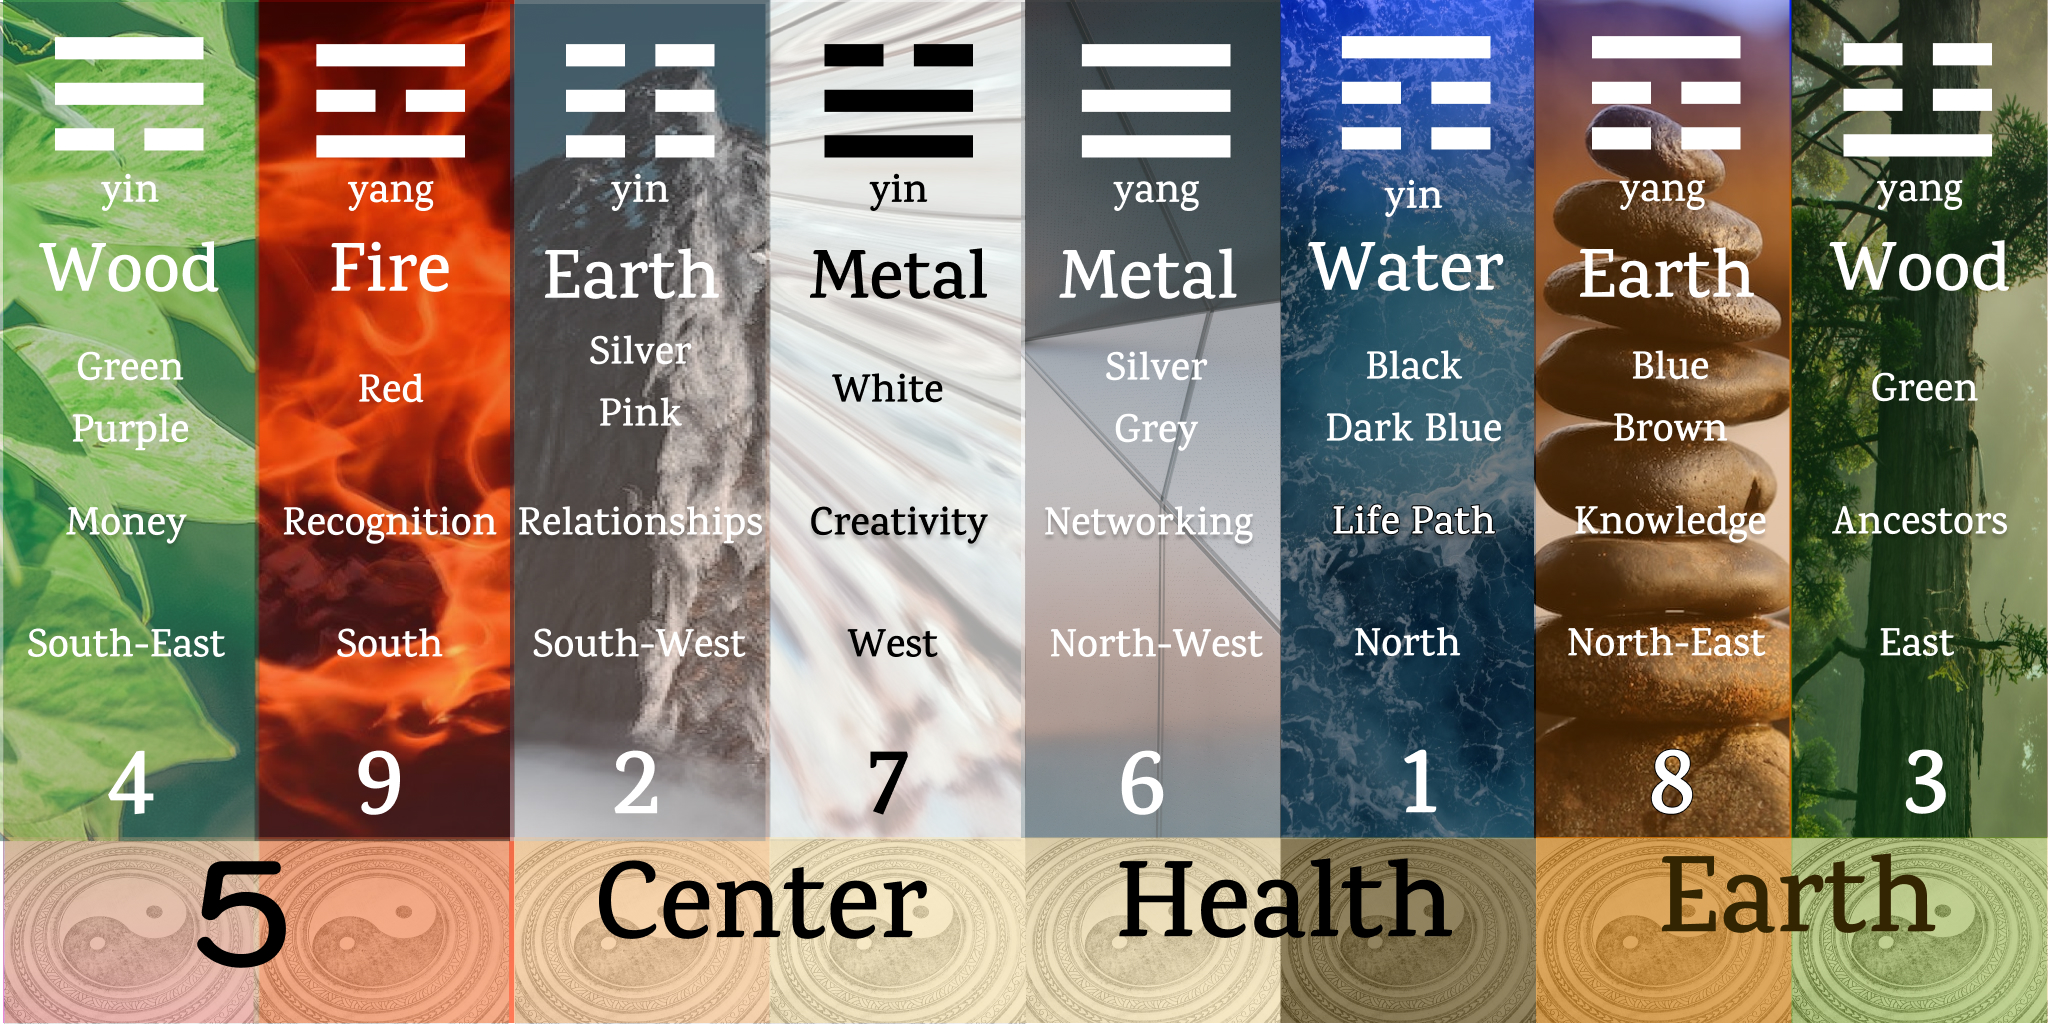 yin
Wood
Green
Purple
Money
South-East
4
yang
Fire
Red
Recognition
South
9
yin
Earth
Silver
Pink
Relationships
South-West
2
yin
Metal
White
Creativity
West
7
yang
Metal
Silver
Grey
Networking
North-West
6
yin
Water
Black
Dark Blue
Life Path
North
1
yang
Earth
Blue
Brown
Knowledge
North-East
8
yang
Wood
Green
Ancestors
East
3
5 Center Health Earth